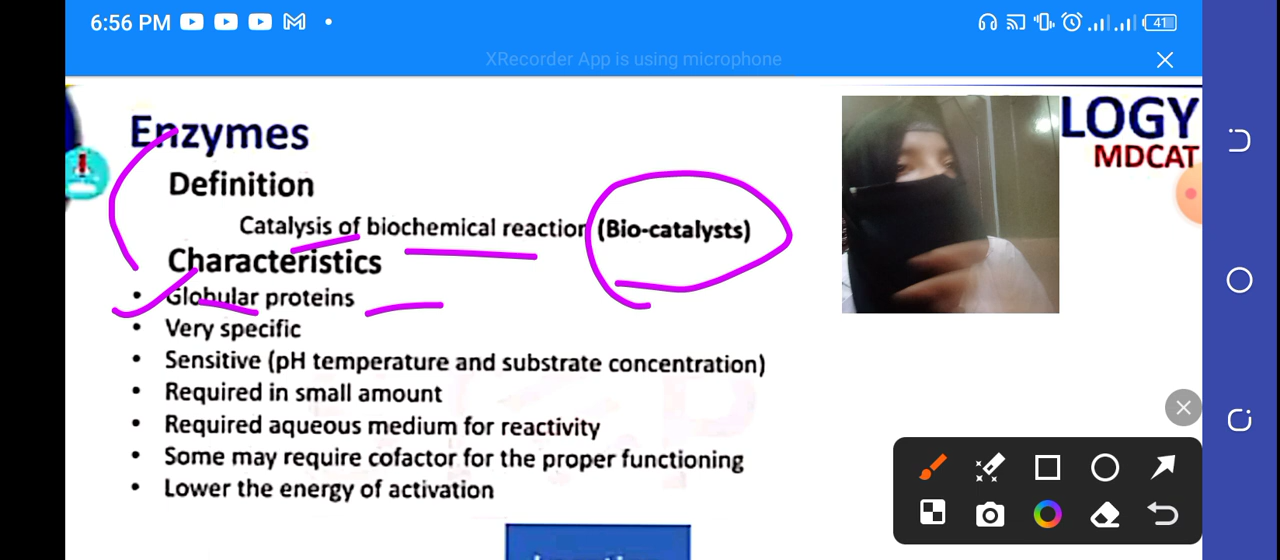 6:56 PM
41
XRecorder App is using microphone
LOGY
MDCAT
Enzymes
Definition
Catalysis of biochemical reaction (Bio-catalysts)
Characteristics
• Globular proteins
• Very specific
• Sensitive (pH temperature and substrate concentration)
• Required in small amount
• Required aqueous medium for reactivity
• Some may require cofactor for the proper functioning
• Lower the energy of activation